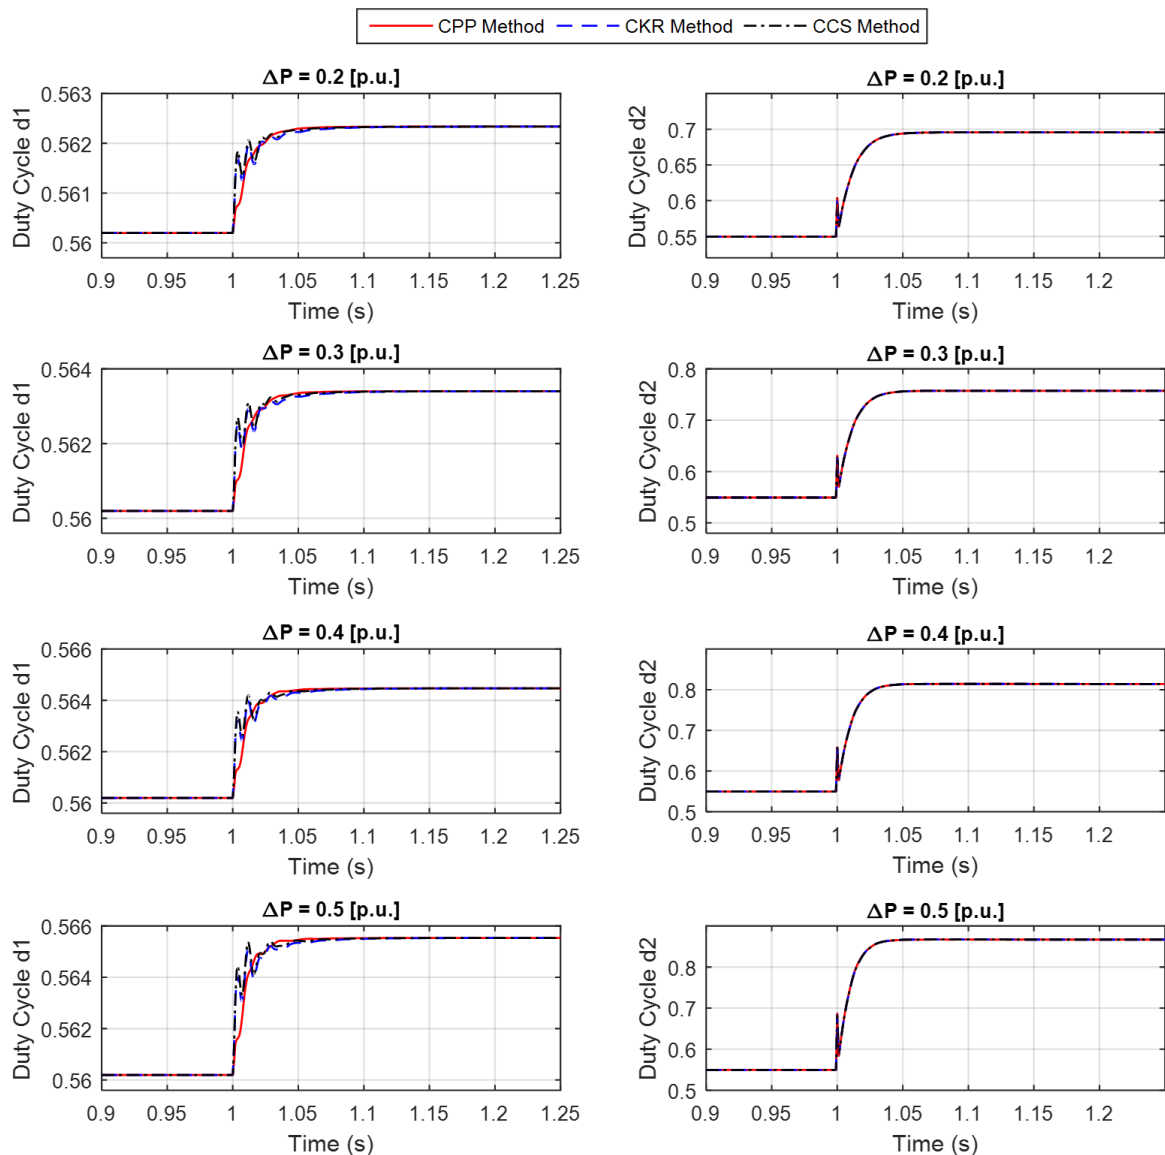 CPP Method CKR Method CCS Method
ΔP = 0.2 [p.u.]
Duty Cycle d1
0.563
0.562
0.561
0.56
0.9 0.95 1 1.05 1.1 1.15 1.2 1.25
Time (s)
ΔP = 0.2 [p.u.]
Duty Cycle d2
0.7
0.65
0.6
0.55
0.9 0.95 1 1.05 1.1 1.15 1.2
Time (s)
ΔP = 0.3 [p.u.]
Duty Cycle d1
0.564
0.562
0.56
0.9 0.95 1 1.05 1.1 1.15 1.2 1.25
Time (s)
ΔP = 0.3 [p.u.]
Duty Cycle d2
0.8
0.7
0.6
0.5
0.9 0.95 1 1.05 1.1 1.15 1.2
Time (s)
ΔP = 0.4 [p.u.]
Duty Cycle d1
0.566
0.564
0.562
0.56
0.9 0.95 1 1.05 1.1 1.15 1.2 1.25
Time (s)
ΔP = 0.4 [p.u.]
Duty Cycle d2
0.8
0.7
0.6
0.5
0.9 0.95 1 1.05 1.1 1.15 1.2
Time (s)
ΔP = 0.5 [p.u.]
Duty Cycle d1
0.566
0.564
0.562
0.56
0.9 0.95 1 1.05 1.1 1.15 1.2 1.25
Time (s)
ΔP = 0.5 [p.u.]
Duty Cycle d2
0.8
0.7
0.6
0.5
0.9 0.95 1 1.05 1.1 1.15 1.2
Time (s)